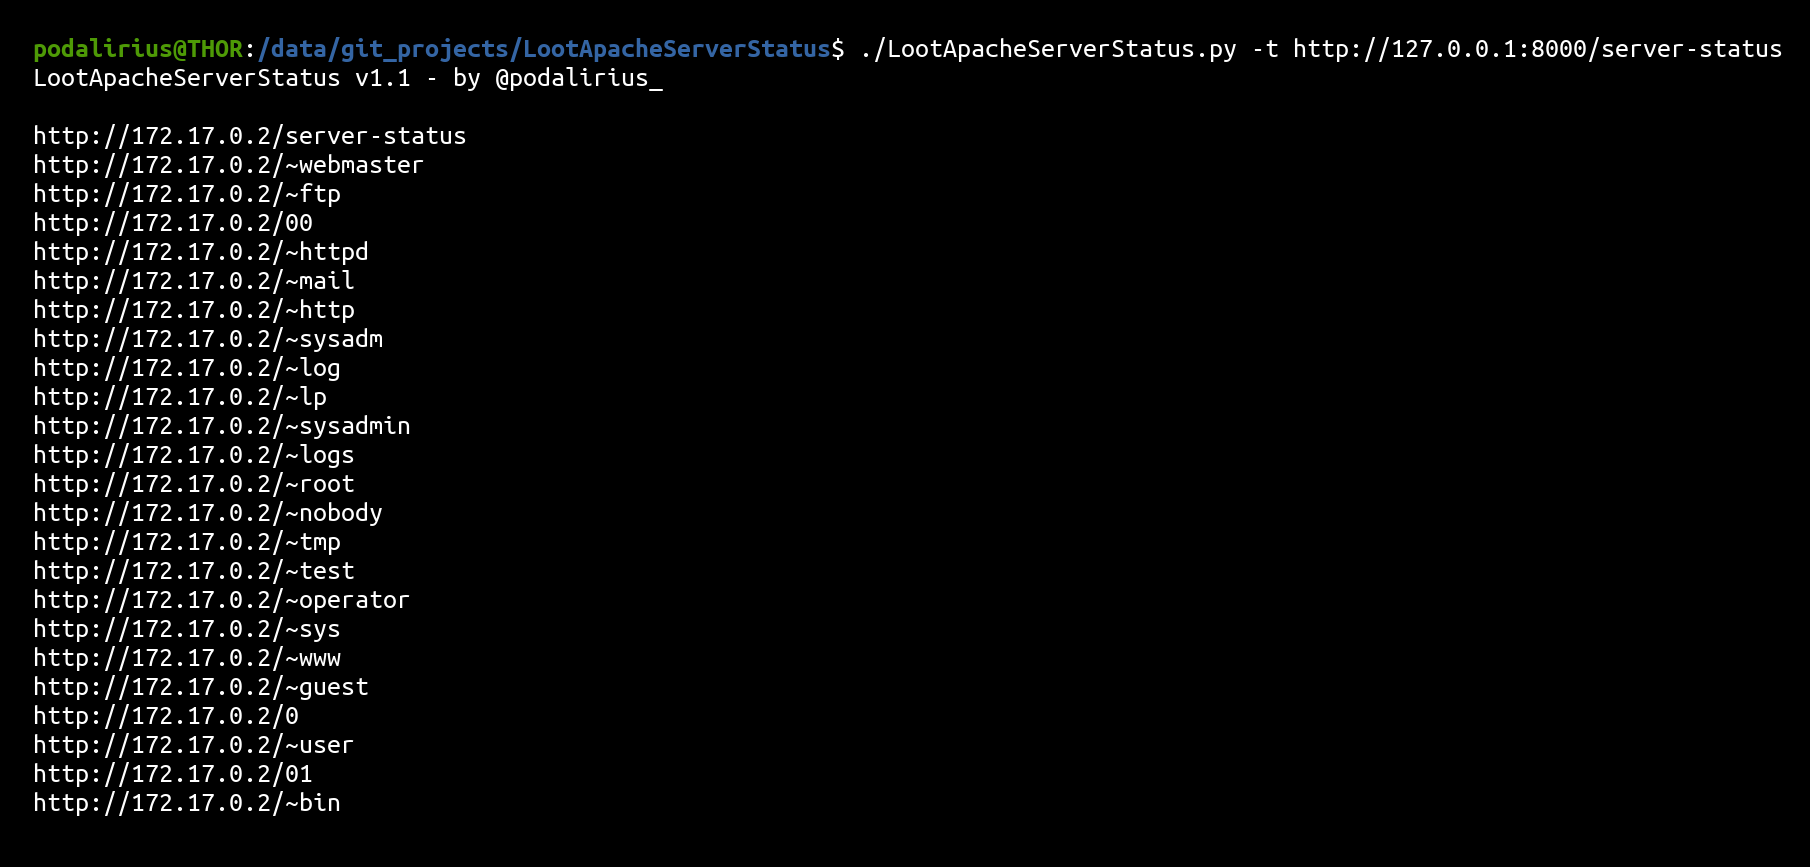 podalirius@THOR:/data/git_projects/LootApacheServerStatus$ ./LootApacheServerStatus.py -t http://127.0.0.1:8000/server-status
LootApacheServerStatus v1.1 - by @podalirius_
http://172.17.0.2/server-status
http://172.17.0.2/~webmaster
http://172.17.0.2/~ftp
http://172.17.0.2/00
http://172.17.0.2/~httpd
http://172.17.0.2/~mail
http://172.17.0.2/~http
http://172.17.0.2/~sysadm
http://172.17.0.2/~log
http://172.17.0.2/~lp
http://172.17.0.2/~sysadmin
http://172.17.0.2/~logs
http://172.17.0.2/~root
http://172.17.0.2/~nobody
http://172.17.0.2/~tmp
http://172.17.0.2/~test
http://172.17.0.2/~operator
http://172.17.0.2/~sys
http://172.17.0.2/~www
http://172.17.0.2/~guest
http://172.17.0.2/0
http://172.17.0.2/~user
http://172.17.0.2/01
http://172.17.0.2/~bin